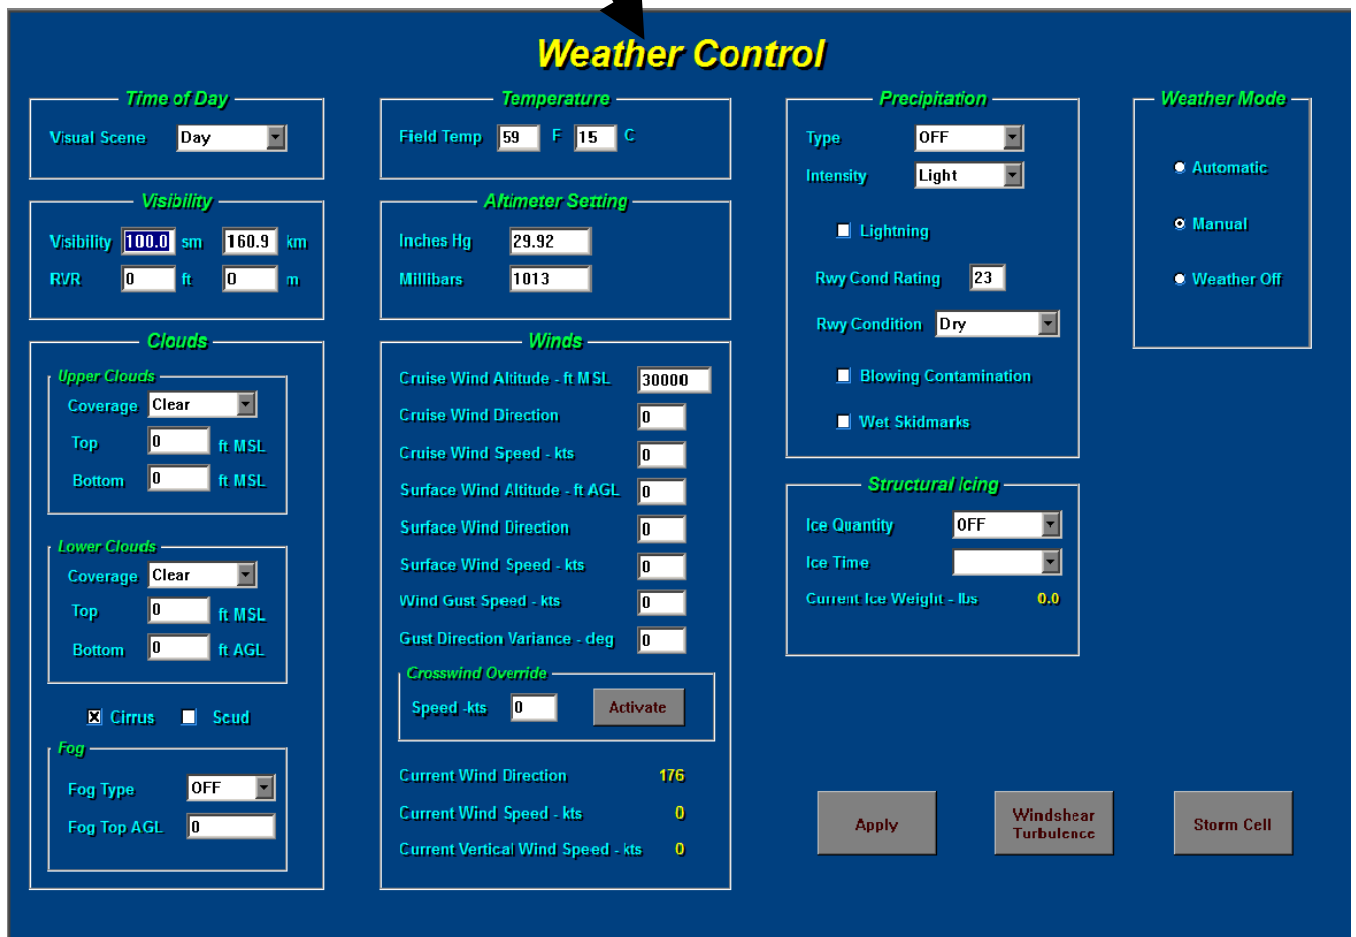 Weather Control
Time of Day
Visual Scene Day
Visibility
Visibility 100.0 sm 160.9 km
RVR 0 ft 0 m
Clouds
Upper Clouds
Coverage Clear
Top 0 ft MSL
Bottom 0 ft MSL
Lower Clouds
Coverage Clear
Top 0 ft MSL
Bottom 0 ft AGL
Cirrus Scud
Fog
Fog Type OFF
Fog Top AGL 0
Temperature
Field Temp 59 F 15 C
Altimeter Setting
Inches Hg 29.92
Millibars 1013
Winds
Cruise Wind Altitude - ft MSL 30000
Cruise Wind Direction 0
Cruise Wind Speed - kts 0
Surface Wind Altitude - ft AGL 0
Surface Wind Direction 0
Surface Wind Speed - kts 0
Wind Gust Speed - kts 0
Gust Direction Variance - deg 0
Crosswind Override
Speed -kts 0 Activate
Current Wind Direction 176
Current Wind Speed - kts 0
Current Vertical Wind Speed - kts 0
Precipitation
Type OFF
Intensity Light
Lightning
Rwy Cond Rating 23
Rwy Condition Dry
Blowing Contamination
Wet Skidmarks
Structural Icing
Ice Quantity OFF
Ice Time
Current Ice Weight - lbs 0.0
Weather Mode
Automatic
Manual
Weather Off
Apply
Windshear
Turbulence
Storm Cell